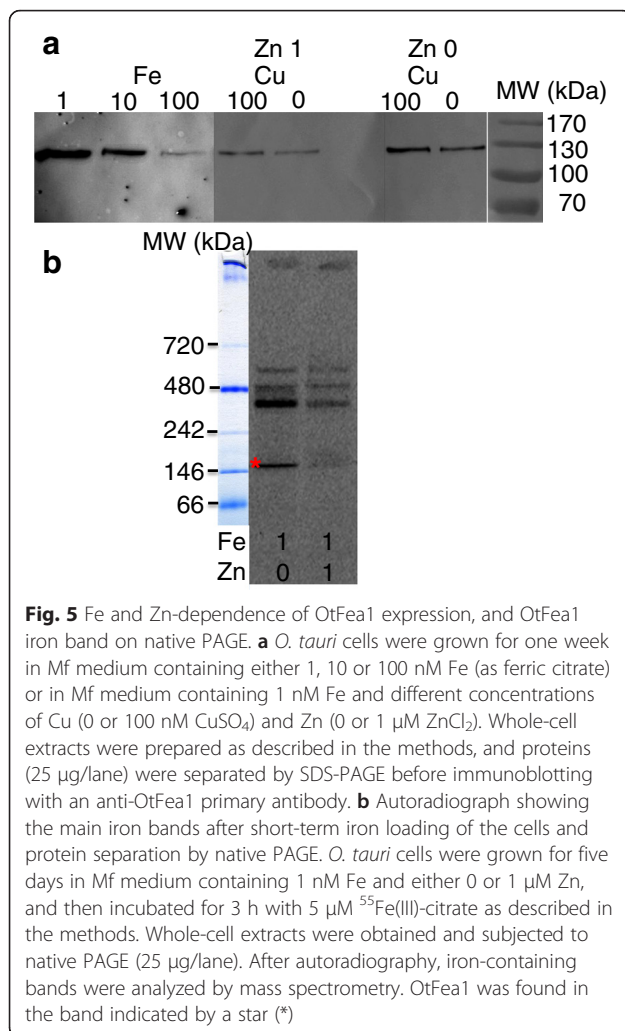 a
Zn 1 Zn 0
Fe Cu Cu MW (kDa)
1 10 100 100 0 100 0
170
130
100
70
b
MW (kDa)
720
480
242
146
66
*
Fe 1 1
Zn 0 1
Fig. 5 Fe and Zn-dependence of OtFea1 expression, and OtFea1
iron band on native PAGE. a O. tauri cells were grown for one week
in Mf medium containing either 1, 10 or 100 nM Fe (as ferric citrate)
or in Mf medium containing 1 nM Fe and different concentrations
of Cu (0 or 100 nM CuSO₄) and Zn (0 or 1 μM ZnCl₂). Whole-cell
extracts were prepared as described in the methods, and proteins
(25 μg/lane) were separated by SDS-PAGE before immunoblotting
with an anti-OtFea1 primary antibody. b Autoradiograph showing
the main iron bands after short-term iron loading of the cells and
protein separation by native PAGE. O. tauri cells were grown for five
days in Mf medium containing 1 nM Fe and either 0 or 1 μM Zn,
and then incubated for 3 h with 5 μM ⁵⁵Fe(III)-citrate as described in
the methods. Whole-cell extracts were obtained and subjected to
native PAGE (25 μg/lane). After autoradiography, iron-containing
bands were analyzed by mass spectrometry. OtFea1 was found in
the band indicated by a star (*)